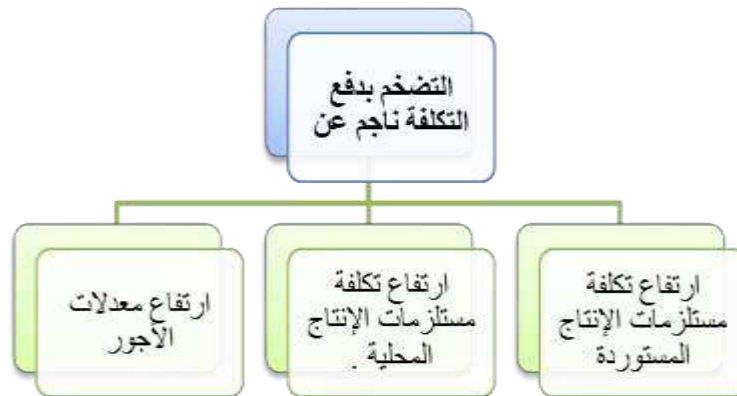 التضخم بدفع
التكلفة ناجم عن
ارتفاع تكلفة
مستلزمات الإنتاج
المستوردة
ارتفاع تكلفة
مستلزمات الإنتاج
المحلية .
ارتفاع معدلات
الأجور